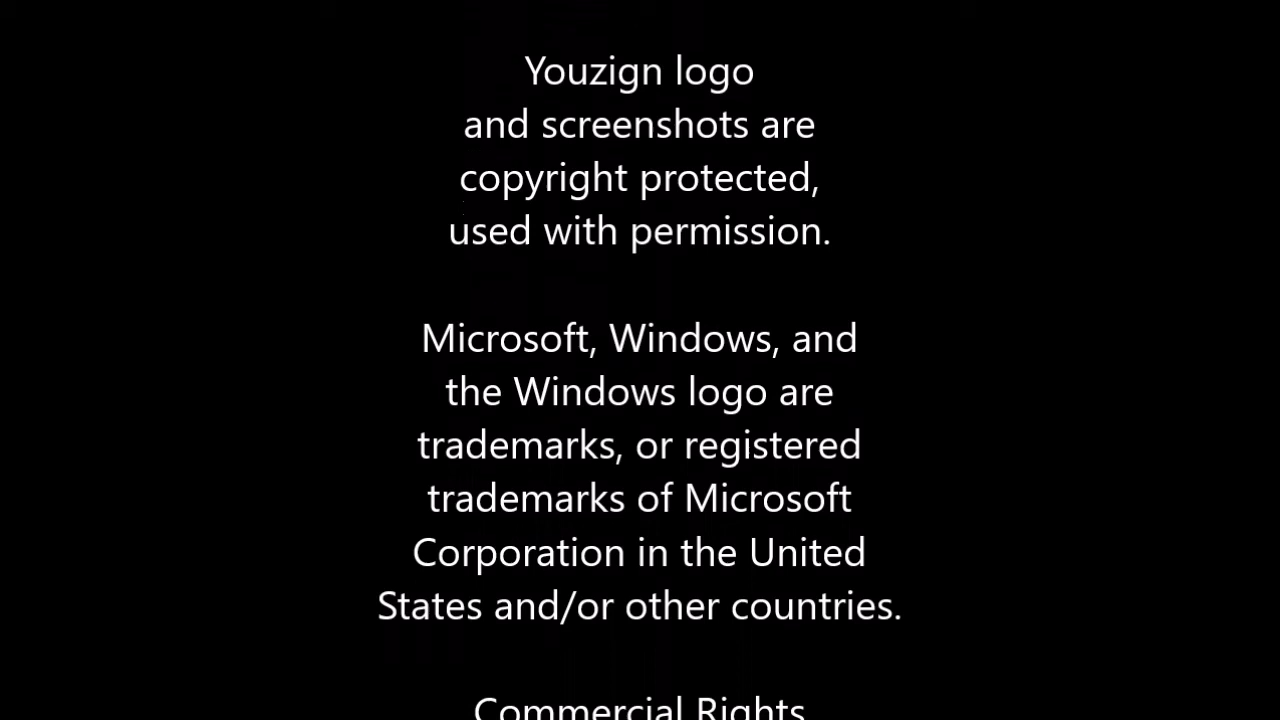 Youzign logo
and screenshots are
copyright protected,
used with permission.
Microsoft, Windows, and
the Windows logo are
trademarks, or registered
trademarks of Microsoft
Corporation in the United
States and/or other countries.
Commercial Rights